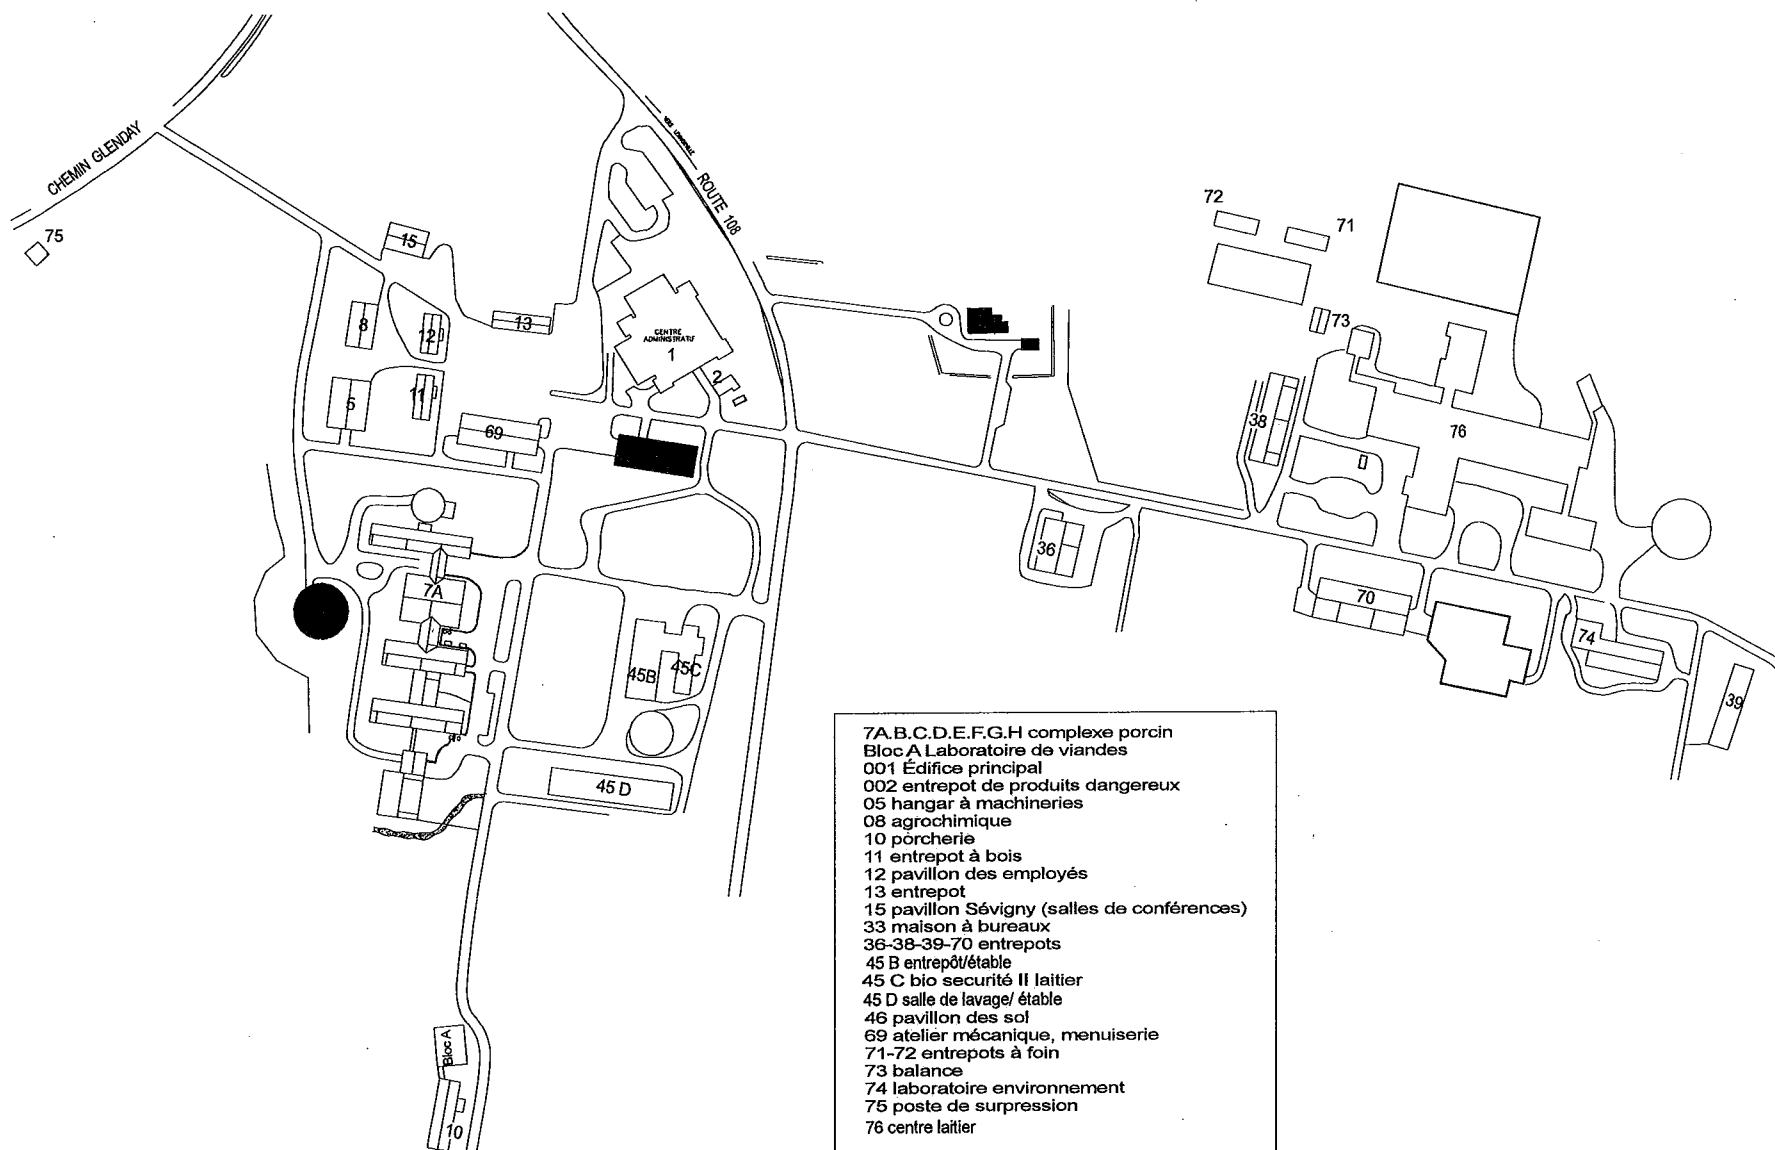 CHEMIN GLENDAY
ROUTE 108
75
15
72
71
8
12
13
73
CENTRE
ADMINISTRATIF
1
2
5
11
69
38
76
36
7A
70
74
45B
45C
39
45 D
Bloc A
10
7A.B.C.D.E.F.G.H complexe porcin
Bloc A Laboratoire de viandes
001 Édifice principal
002 entrepot de produits dangereux
05 hangar à machineries
08 agrochimique
10 porcherie
11 entrepot à bois
12 pavillon des employés
13 entrepot
15 pavillon Sévigny (salles de conférences)
33 maison à bureaux
36-38-39-70 entrepots
45 B entrepôt/étable
45 C bio securité II laitier
45 D salle de lavage/ étable
46 pavillon des sol
69 atelier mécanique, menuiserie
71-72 entrepots à foin
73 balance
74 laboratoire environnement
75 poste de surpression
76 centre laitier